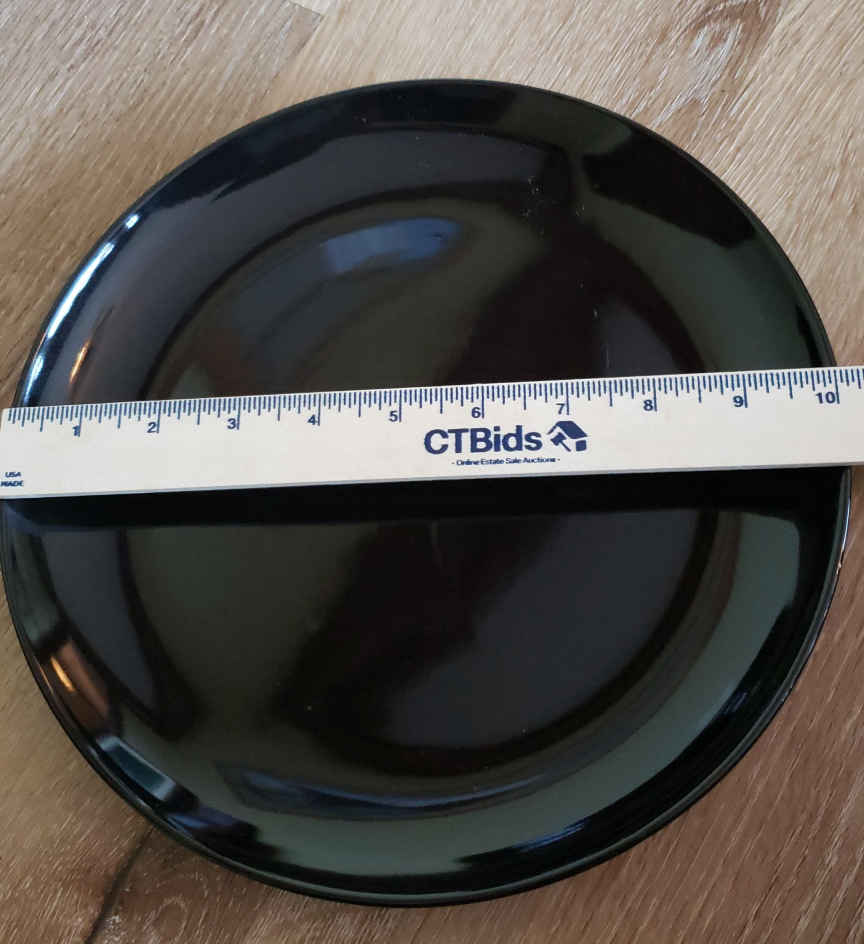 1 2 3 4 5 6 7 8 9 10
CTBids
- Online Estate Sale Auctions -
USA
MADE